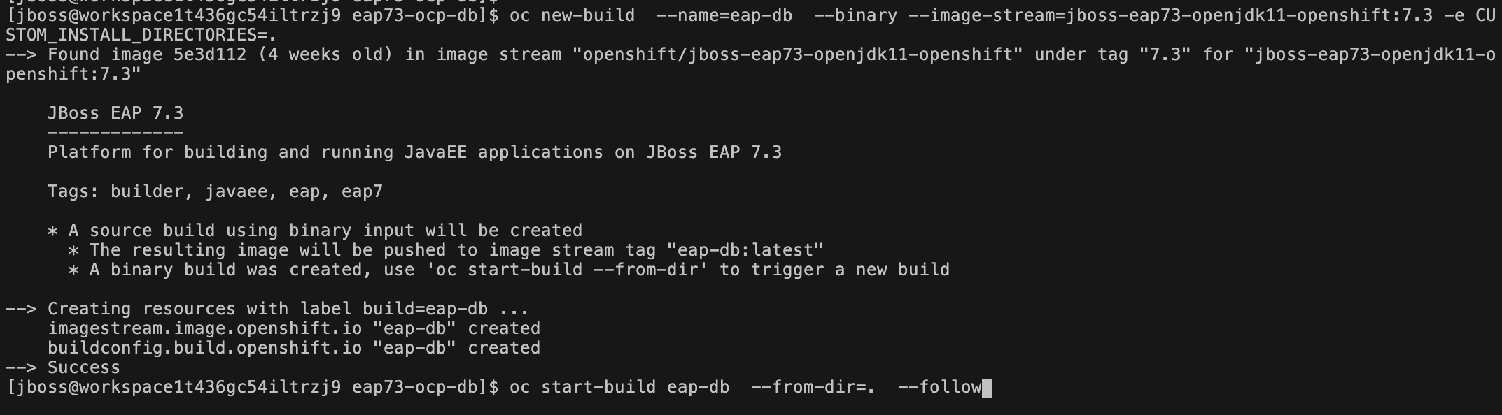 [jboss@workspace1t436gc54iltrzj9 eap73-ocp-db]$ oc new-build  --name=eap-db  --binary --image-stream=jboss-eap73-openjdk11-openshift:7.3 -e CU
STOM_INSTALL_DIRECTORIES=.
--> Found image 5e3d112 (4 weeks old) in image stream "openshift/jboss-eap73-openjdk11-openshift" under tag "7.3" for "jboss-eap73-openjdk11-o
penshift:7.3"
JBoss EAP 7.3
-------------
Platform for building and running JavaEE applications on JBoss EAP 7.3
Tags: builder, javaee, eap, eap7
* A source build using binary input will be created
* The resulting image will be pushed to image stream tag "eap-db:latest"
* A binary build was created, use 'oc start-build --from-dir' to trigger a new build
--> Creating resources with label build=eap-db ...
imagestream.image.openshift.io "eap-db" created
buildconfig.build.openshift.io "eap-db" created
--> Success
[jboss@workspace1t436gc54iltrzj9 eap73-ocp-db]$ oc start-build eap-db  --from-dir=.  --follow